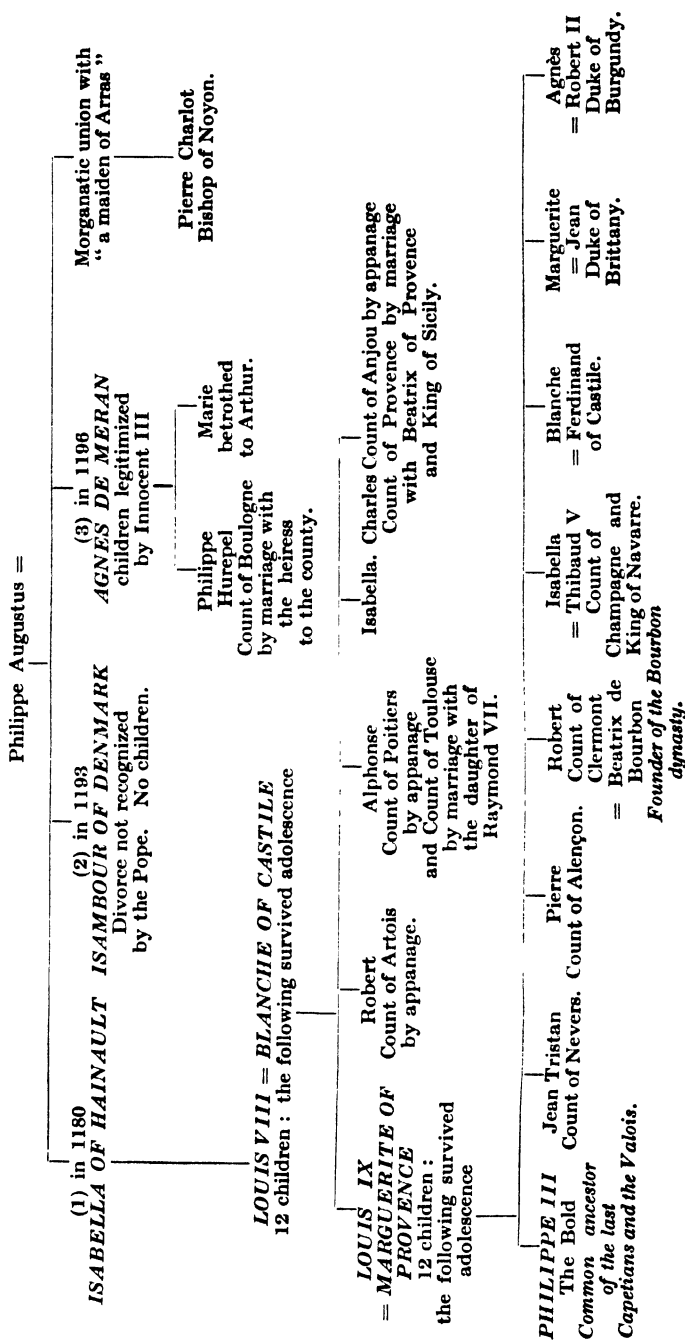 Philippe Augustus =
(1) in 1180
ISABELLA OF HAINAULT
(2) in 1193
ISAMBOUR OF DENMARK
Divorce not recognized
by the Pope. No children.
(3) in 1196
AGNES DE MERAN
children legitimized
by Innocent III
Morganatic union with
“ a maiden of Arras ”
Philippe
Hurepel
Count of Boulogne
by marriage with
the heiress
to the county.
Marie
betrothed
to Arthur.
Pierre Charlot
Bishop of Noyon.
LOUIS VIII = BLANCHE OF CASTILE
12 children : the following survived adolescence
LOUIS IX
= MARGUERITE OF
PROVENCE
12 children :
the following survived
adolescence
Robert
Count of Artois
by appanage.
Alphonse
Count of Poitiers
by appanage
and Count of Toulouse
by marriage with
the daughter of
Raymond VII.
Isabella.
Charles Count of Anjou by appanage
Count of Provence by marriage
with Beatrix of Provence
and King of Sicily.
PHILIPPE III
The Bold
Common ancestor
of the last
Capetians and the Valois.
Jean Tristan
Count of Nevers.
Pierre
Count of Alençon.
Robert
Count of
Clermont
= Beatrix de
Bourbon
Founder of the Bourbon
dynasty.
Isabella
= Thibaud V
Count of
Champagne and
King of Navarre.
Blanche
= Ferdinand
of Castile.
Marguerite
= Jean
Duke of
Brittany.
Agnès
= Robert II
Duke of
Burgundy.